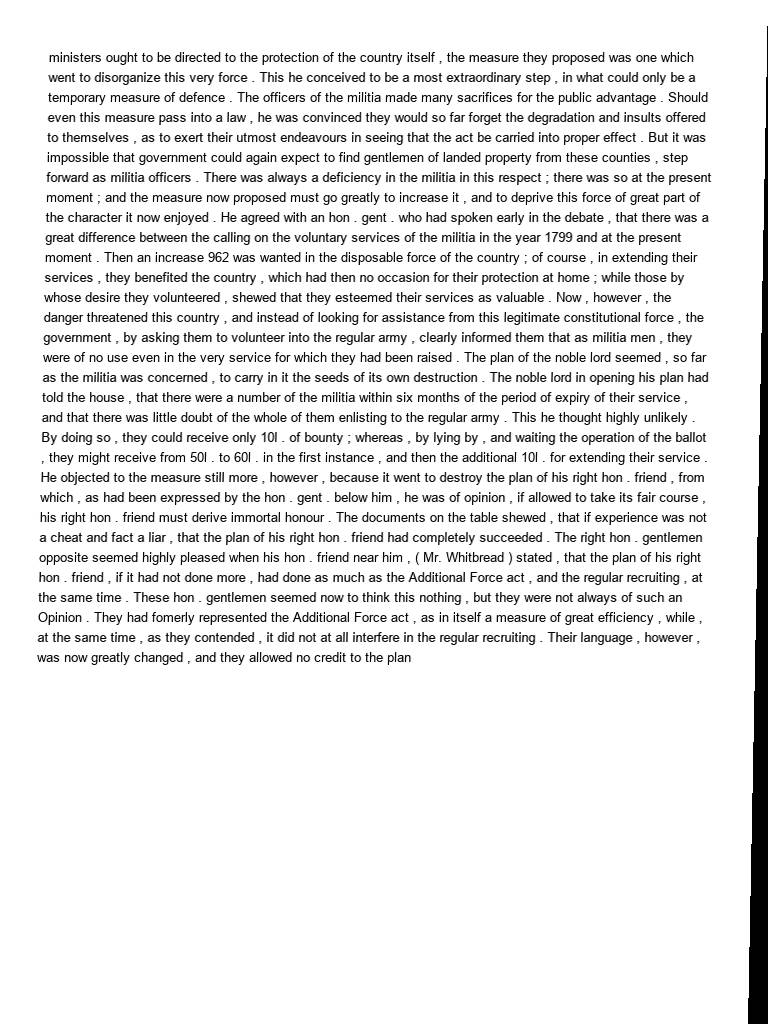 ministers ought to be directed to the protection of the country itself , the measure they proposed was one which
went to disorganize this very force . This he conceived to be a most extraordinary step , in what could only be a
temporary measure of defence . The officers of the militia made many sacrifices for the public advantage . Should
even this measure pass into a law , he was convinced they would so far forget the degradation and insults offered
to themselves , as to exert their utmost endeavours in seeing that the act be carried into proper effect . But it was
impossible that government could again expect to find gentlemen of landed property from these counties , step
forward as militia officers . There was always a deficiency in the militia in this respect ; there was so at the present
moment ; and the measure now proposed must go greatly to increase it , and to deprive this force of great part of
the character it now enjoyed . He agreed with an hon . gent . who had spoken early in the debate , that there was a
great difference between the calling on the voluntary services of the militia in the year 1799 and at the present
moment . Then an increase 962 was wanted in the disposable force of the country ; of course , in extending their
services , they benefited the country , which had then no occasion for their protection at home ; while those by
whose desire they volunteered , shewed that they esteemed their services as valuable . Now , however , the
danger threatened this country , and instead of looking for assistance from this legitimate constitutional force , the
government , by asking them to volunteer into the regular army , clearly informed them that as militia men , they
were of no use even in the very service for which they had been raised . The plan of the noble lord seemed , so far
as the militia was concerned , to carry in it the seeds of its own destruction . The noble lord in opening his plan had
told the house , that there were a number of the militia within six months of the period of expiry of their service ,
and that there was little doubt of the whole of them enlisting to the regular army . This he thought highly unlikely .
By doing so , they could receive only 10l . of bounty ; whereas , by lying by , and waiting the operation of the ballot
, they might receive from 50l . to 60l . in the first instance , and then the additional 10l . for extending their service .
He objected to the measure still more , however , because it went to destroy the plan of his right hon . friend , from
which , as had been expressed by the hon . gent . below him , he was of opinion , if allowed to take its fair course ,
his right hon . friend must derive immortal honour . The documents on the table shewed , that if experience was not
a cheat and fact a liar , that the plan of his right hon . friend had completely succeeded . The right hon . gentlemen
opposite seemed highly pleased when his hon . friend near him , ( Mr. Whitbread ) stated , that the plan of his right
hon . friend , if it had not done more , had done as much as the Additional Force act , and the regular recruiting , at
the same time . These hon . gentlemen seemed now to think this nothing , but they were not always of such an
Opinion . They had fomerly represented the Additional Force act , as in itself a measure of great efficiency , while ,
at the same time , as they contended , it did not at all interfere in the regular recruiting . Their language , however ,
was now greatly changed , and they allowed no credit to the plan